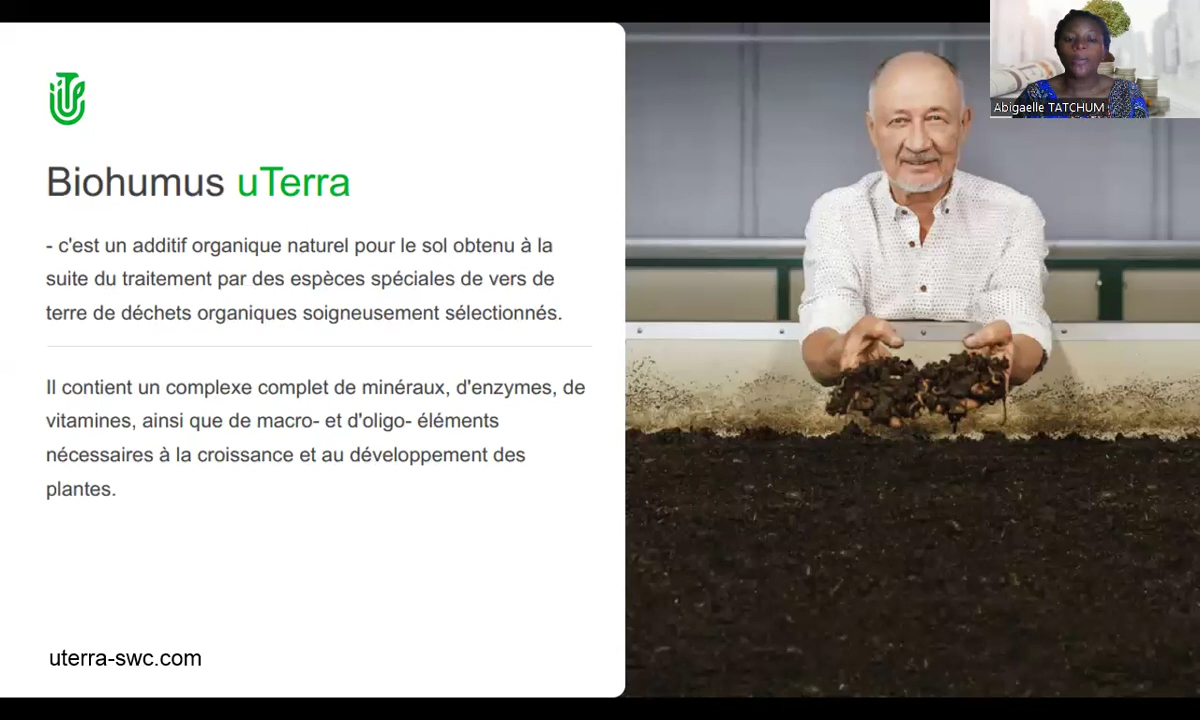 Biohumus uTerra
- c'est un additif organique naturel pour le sol obtenu à la
suite du traitement par des espèces spéciales de vers de
terre de déchets organiques soigneusement sélectionnés.
Il contient un complexe complet de minéraux, d'enzymes, de
vitamines, ainsi que de macro- et d'oligo- éléments
nécessaires à la croissance et au développement des
plantes.
uterra-swc.com
Abigaelle TATCHUM